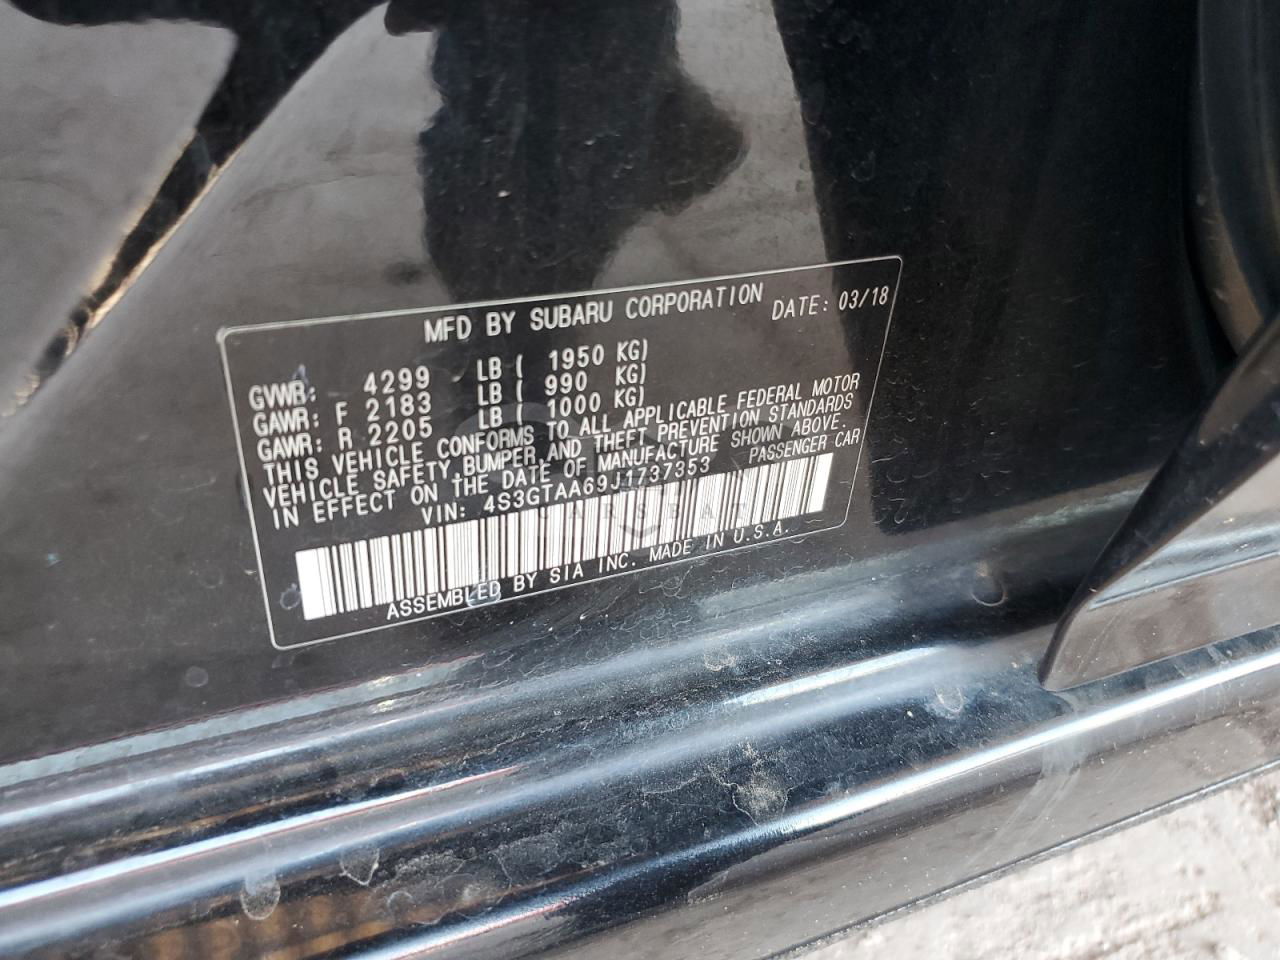 MFD BY SUBARU CORPORATION DATE: 03/18
GVWR: 4299 LB ( 1950 KG)
GAWR: F 2183 LB ( 990 KG)
GAWR: R 2205 LB ( 1000 KG)
THIS VEHICLE CONFORMS TO ALL APPLICABLE FEDERAL MOTOR
VEHICLE SAFETY, BUMPER, AND THEFT PREVENTION STANDARDS
IN EFFECT ON THE DATE OF MANUFACTURE SHOWN ABOVE.
VIN: 4S3GTAA69J1737353 PASSENGER CAR
ASSEMBLED BY SIA INC. MADE IN U.S.A.